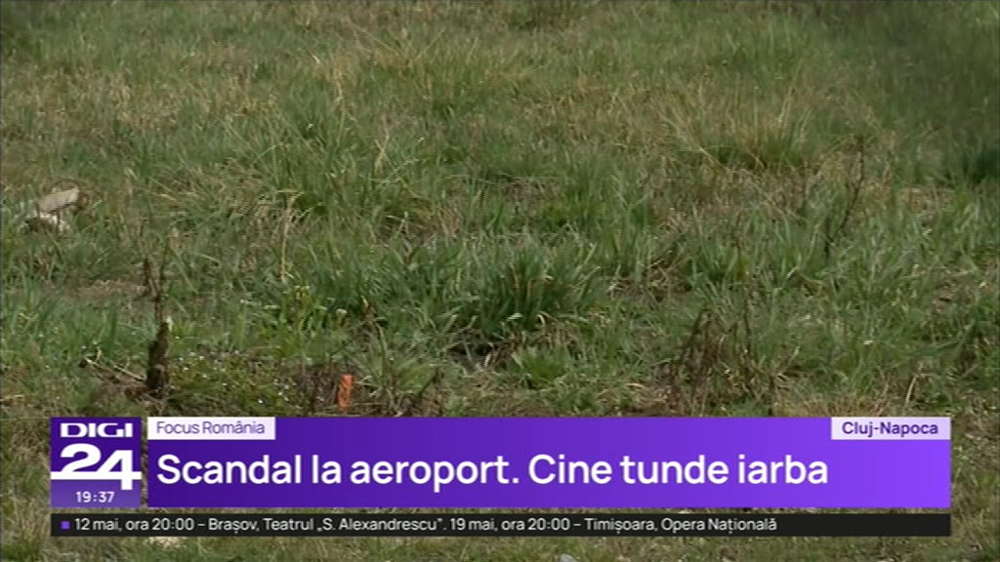 DIGI
24
19:37
Focus România
Cluj-Napoca
Scandal la aeroport. Cine tunde iarba
12 mai, ora 20:00 – Brașov, Teatrul „S. Alexandrescu”. 19 mai, ora 20:00 – Timișoara, Opera Națională